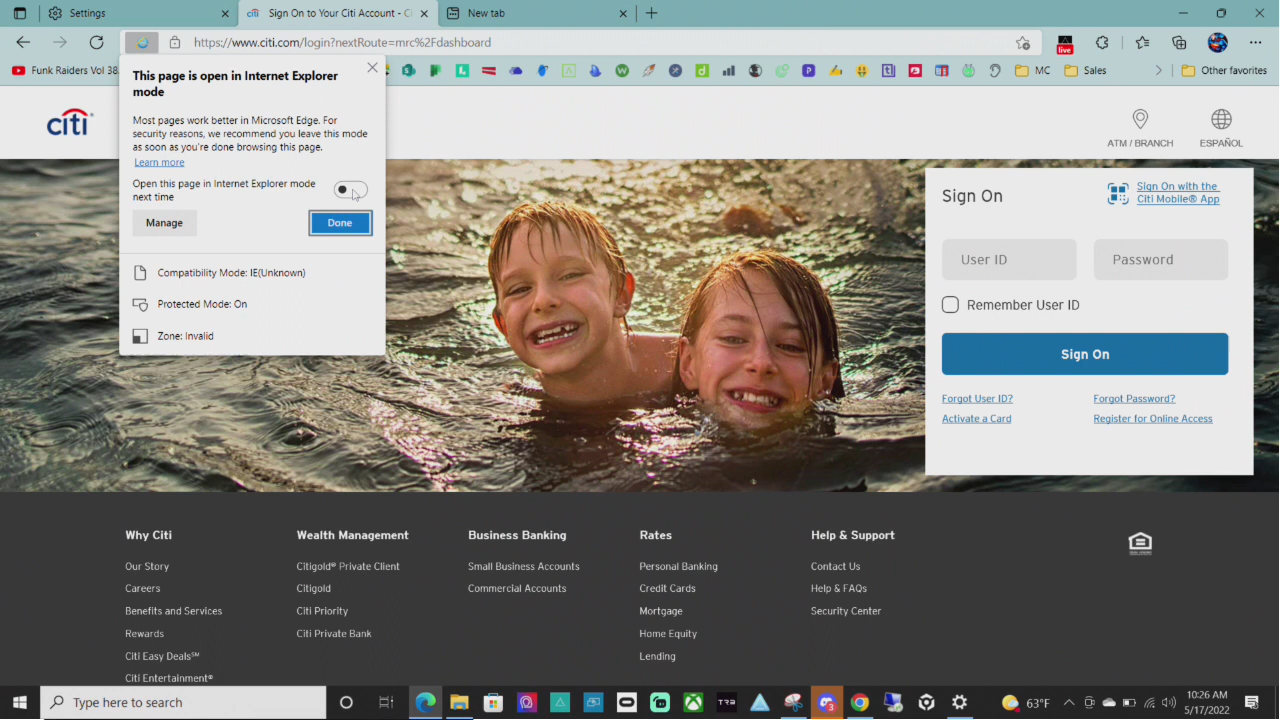 Settings
Sign On to Your Citi Account - C
New tab
https://www.citi.com/login?nextRoute=mrc%2Fdashboard
live
Funk Raiders Vol 38.
MC
Sales
Other favorites
This page is open in Internet Explorer
mode
Most pages work better in Microsoft Edge. For
security reasons, we recommend you leave this mode
as soon as you're done browsing this page.
Learn more
Open this page in Internet Explorer mode
next time
Manage
Done
Compatibility Mode: IE(Unknown)
Protected Mode: On
Zone: Invalid
citi
ATM / BRANCH
ESPAÑOL
Sign On
Sign On with the
Citi Mobile® App
User ID
Password
Remember User ID
Sign On
Forgot User ID?
Forgot Password?
Activate a Card
Register for Online Access
Why Citi
Our Story
Careers
Benefits and Services
Rewards
Citi Easy Deals℠
Citi Entertainment®
Wealth Management
Citigold® Private Client
Citigold
Citi Priority
Citi Private Bank
Business Banking
Small Business Accounts
Commercial Accounts
Rates
Personal Banking
Credit Cards
Mortgage
Home Equity
Lending
Help & Support
Contact Us
Help & FAQs
Security Center
Type here to search
TRB
3
63°F
10:26 AM
5/17/2022